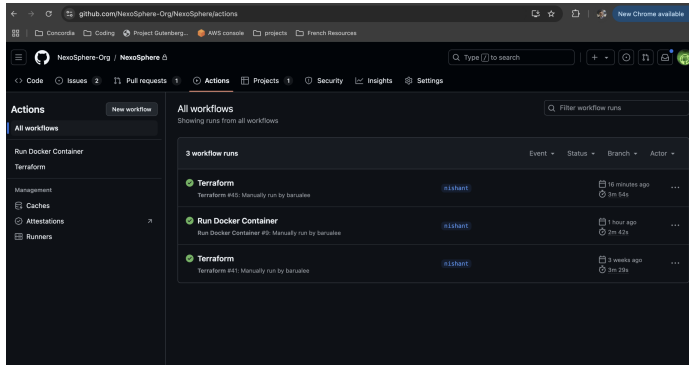 github.com/NexoSphere-Org/NexoSphere/actions
New Chrome available
Concordia Coding Project Gutenberg... AWS console projects French Resources
NexoSphere-Org / NexoSphere
Type / to search
Code Issues 2 Pull requests 1 Actions Projects 1 Security Insights Settings
Actions
New workflow
All workflows
Run Docker Container
Terraform
Management
Caches
Attestations
Runners
All workflows
Showing runs from all workflows
Filter workflow runs
3 workflow runs
Event Status Branch Actor
Terraform
Terraform #45: Manually run by barualee
nishant
16 minutes ago
3m 54s
Run Docker Container
Run Docker Container #9: Manually run by barualee
nishant
1 hour ago
2m 42s
Terraform
Terraform #41: Manually run by barualee
nishant
3 weeks ago
3m 29s